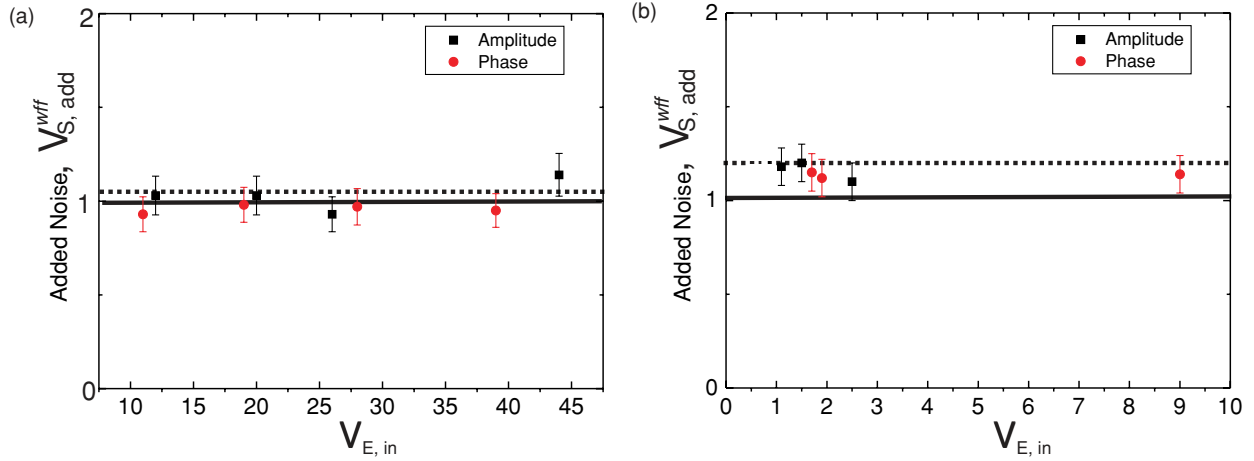 (a)
2
Amplitude
Phase
Added Noise, V^{wff}_{S, add}
1
0
10 15 20 25 30 35 40 45
V_{E, in}
(b)
2
Amplitude
Phase
Added Noise, V^{wff}_{S, add}
1
0
0 1 2 3 4 5 6 7 8 9 10
V_{E, in}